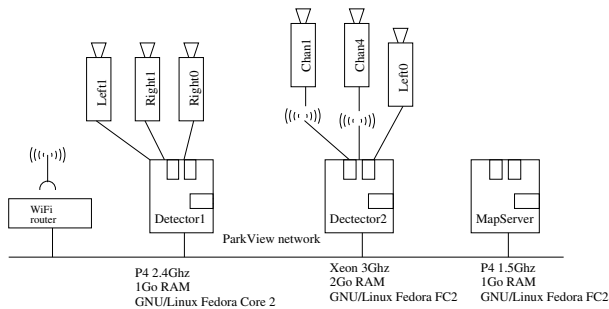 Left1
Right1
Right0
Chan1
Chan4
Left0
WiFi
router
Detector1
Dectector2
MapServer
ParkView network
P4 2.4Ghz
1Go RAM
GNU/Linux Fedora Core 2
Xeon 3Ghz
2Go RAM
GNU/Linux Fedora FC2
P4 1.5Ghz
1Go RAM
GNU/Linux Fedora FC2